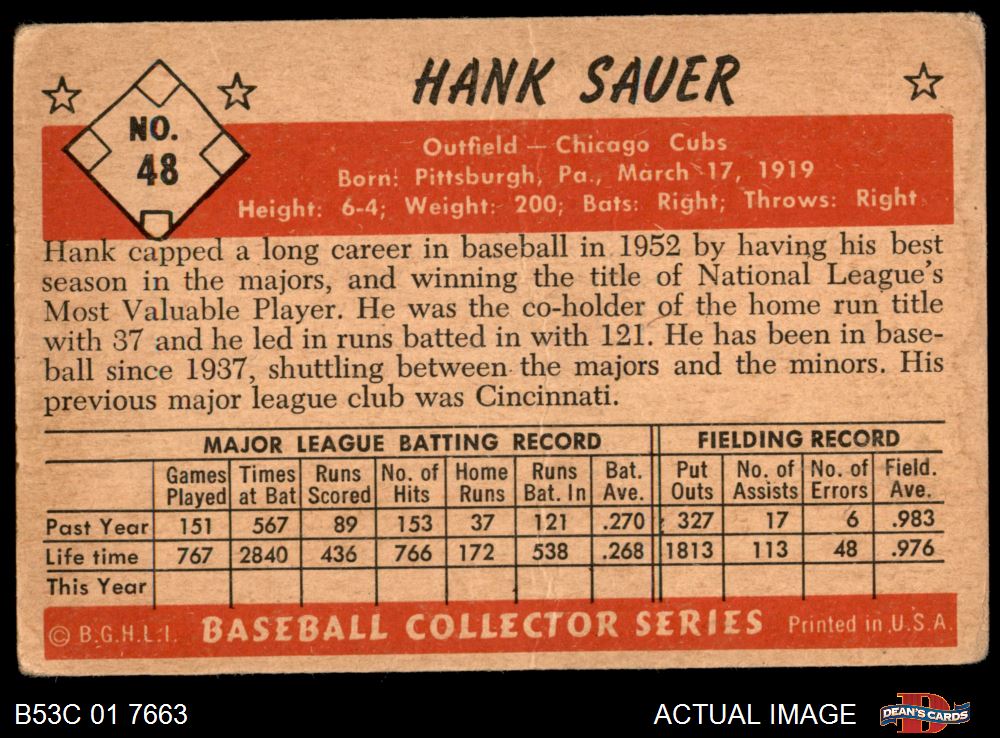 HANK SAUER
NO.
48
Outfield — Chicago Cubs
Born: Pittsburgh, Pa., March 17, 1919
Height: 6-4; Weight: 200; Bats: Right; Throws: Right
Hank capped a long career in baseball in 1952 by having his best
season in the majors, and winning the title of National League's
Most Valuable Player. He was the co-holder of the home run title
with 37 and he led in runs batted in with 121. He has been in base-
ball since 1937, shuttling between the majors and the minors. His
previous major league club was Cincinnati.
MAJOR LEAGUE BATTING RECORD FIELDING RECORD
Games Times Runs No. of Home Runs Bat. Put No. of No. of Field.
Played at Bat Scored Hits Runs Bat. In Ave. Outs Assists Errors Ave.
Past Year 151 567 89 153 37 121 .270 327 17 6 .983
Life time 767 2840 436 766 172 538 .268 1813 113 48 .976
This Year
© B.G.H.L.I. BASEBALL COLLECTOR SERIES Printed in U.S.A.
B53C 01 7663 ACTUAL IMAGE DEAN'S CARDS